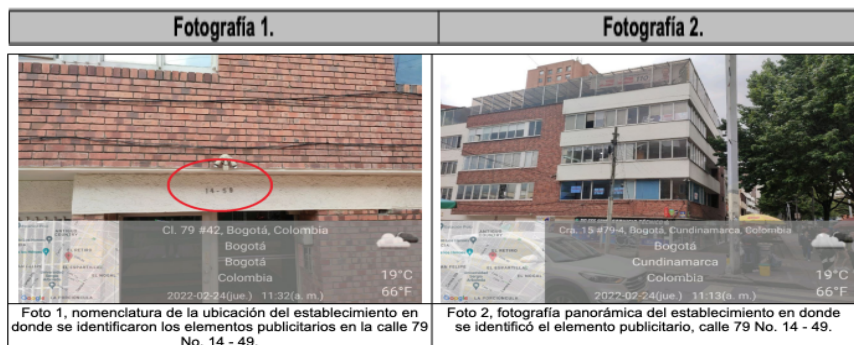 Fotografía 1.
Fotografía 2.
Cl. 79 #42, Bogotá, Colombia
Bogotá
Bogotá
Colombia
2022-02-24(jue.) 11:32(a. m.)
19°C
66°F
Google
Cra. 15 #79-4, Bogotá, Cundinamarca, Colombia
Bogotá
Cundinamarca
Colombia
2022-02-24(jue.) 11:13(a. m.)
19°C
66°F
Google
Foto 1, nomenclatura de la ubicación del establecimiento en
donde se identificaron los elementos publicitarios en la calle 79
No. 14 - 49.
Foto 2, fotografía panorámica del establecimiento en donde
se identificó el elemento publicitario, calle 79 No. 14 - 49.